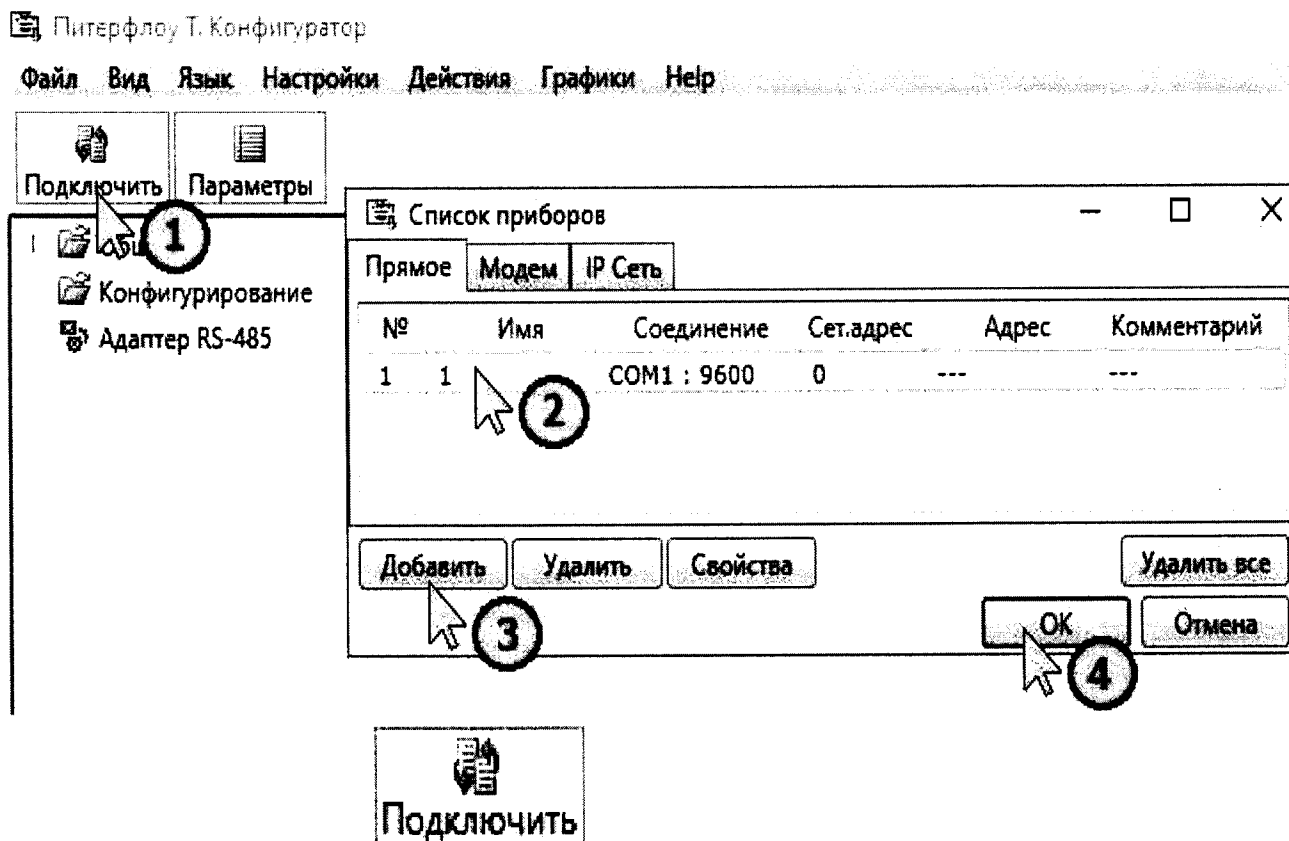 Питерфлоу Т. Конфигуратор
Файл Вид Язык Настройки Действия Графики Help
Подключить Параметры
1
Конфигурирование
Адаптер RS-485
Список приборов
Прямое Модем IP Сеть
№ Имя Соединение Сет.адрес Адрес Комментарий
1 1 COM1 : 9600 0 --- ---
2
Добавить Удалить Свойства Удалить все
3
OK Отмена
4
Подключить